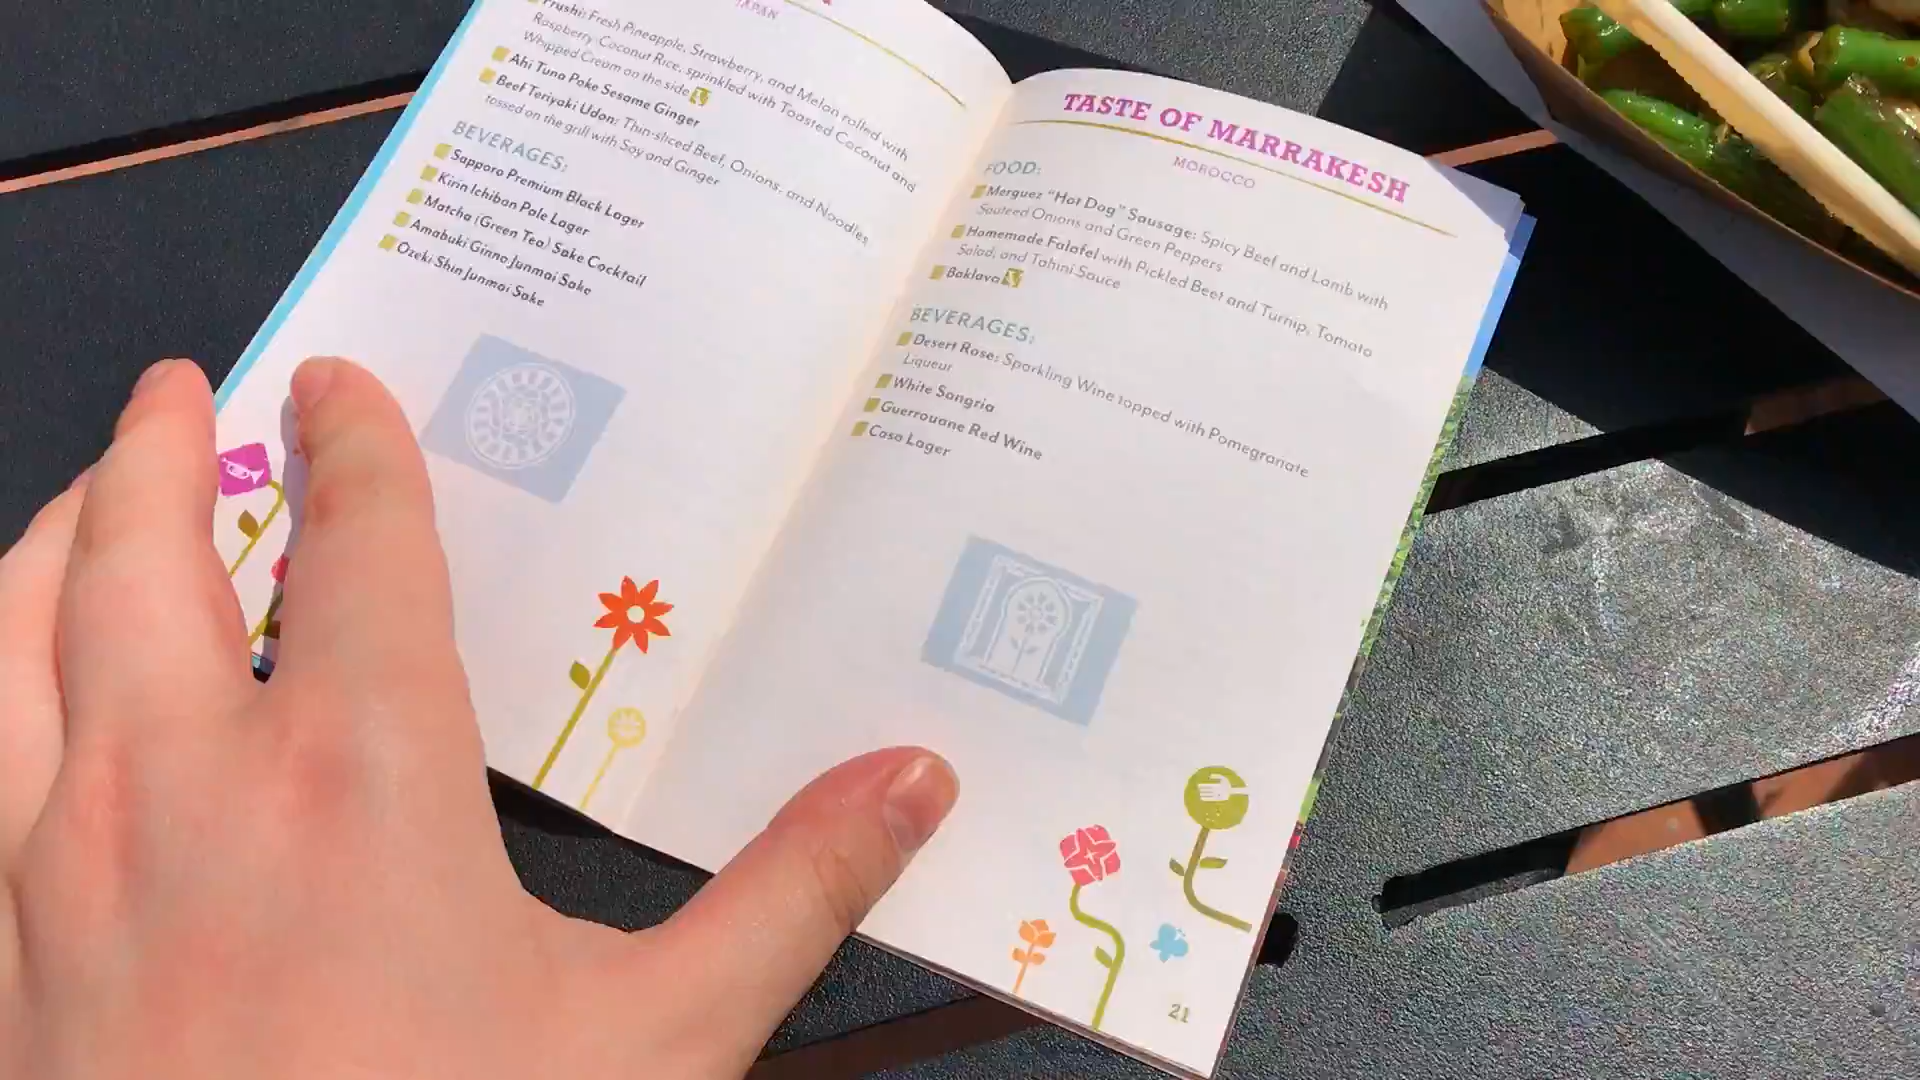 JAPAN
Frushi: Fresh Pineapple, Strawberry, and Melon rolled with
Raspberry, Coconut Rice, sprinkled with Toasted Coconut and
Whipped Cream on the side
Ahi Tuna Poke Sesame Ginger
Beef Teriyaki Udon: Thin-sliced Beef, Onions, and Noodles
tossed on the grill with Soy and Ginger
BEVERAGES:
Sapporo Premium Black Lager
Kirin Ichiban Pale Lager
Matcha (Green Tea) Sake Cocktail
Amabuki Ginno Junmai Sake
Ozeki Shin Junmai Sake
TASTE OF MARRAKESH
MOROCCO
FOOD:
Merguez "Hot Dog" Sausage: Spicy Beef and Lamb with
Sauteed Onions and Green Peppers
Homemade Falafel with Pickled Beet and Turnip, Tomato
Salad, and Tahini Sauce
Baklava
BEVERAGES:
Desert Rose: Sparkling Wine topped with Pomegranate
Liqueur
White Sangria
Guerrouane Red Wine
Casa Lager
21